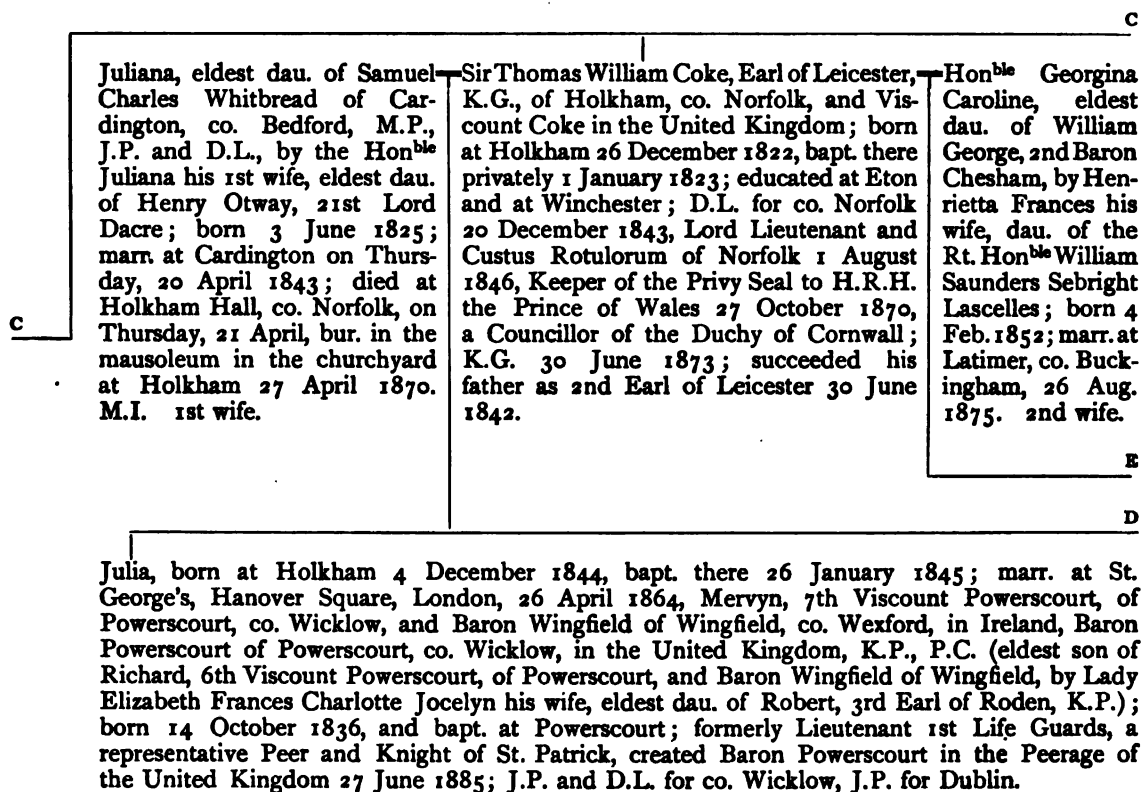 C
Juliana, eldest dau. of Samuel
Charles Whitbread of Car-
dington, co. Bedford, M.P.,
J.P. and D.L., by the Honble
Juliana his 1st wife, eldest dau.
of Henry Otway, 21st Lord
Dacre; born 3 June 1825;
marr. at Cardington on Thurs-
day, 20 April 1843; died at
Holkham Hall, co. Norfolk, on
Thursday, 21 April, bur. in the
mausoleum in the churchyard
at Holkham 27 April 1870.
M.I. 1st wife.
Sir Thomas William Coke, Earl of Leicester,
K.G., of Holkham, co. Norfolk, and Vis-
count Coke in the United Kingdom; born
at Holkham 26 December 1822, bapt. there
privately 1 January 1823; educated at Eton
and at Winchester; D.L. for co. Norfolk
20 December 1843, Lord Lieutenant and
Custus Rotulorum of Norfolk 1 August
1846, Keeper of the Privy Seal to H.R.H.
the Prince of Wales 27 October 1870,
a Councillor of the Duchy of Cornwall;
K.G. 30 June 1873; succeeded his
father as 2nd Earl of Leicester 30 June
1842.
Honble Georgina
Caroline, eldest
dau. of William
George, 2nd Baron
Chesham, by Hen-
rietta Frances his
wife, dau. of the
Rt. Honble William
Saunders Sebright
Lascelles; born 4
Feb. 1852; marr. at
Latimer, co. Buck-
ingham, 26 Aug.
1875. 2nd wife.
C
E
D
Julia, born at Holkham 4 December 1844, bapt. there 26 January 1845; marr. at St.
George's, Hanover Square, London, 26 April 1864, Mervyn, 7th Viscount Powerscourt, of
Powerscourt, co. Wicklow, and Baron Wingfield of Wingfield, co. Wexford, in Ireland, Baron
Powerscourt of Powerscourt, co. Wicklow, in the United Kingdom, K.P., P.C. (eldest son of
Richard, 6th Viscount Powerscourt, of Powerscourt, and Baron Wingfield of Wingfield, by Lady
Elizabeth Frances Charlotte Jocelyn his wife, eldest dau. of Robert, 3rd Earl of Roden, K.P.);
born 14 October 1836, and bapt. at Powerscourt; formerly Lieutenant 1st Life Guards, a
representative Peer and Knight of St. Patrick, created Baron Powerscourt in the Peerage of
the United Kingdom 27 June 1885; J.P. and D.L. for co. Wicklow, J.P. for Dublin.